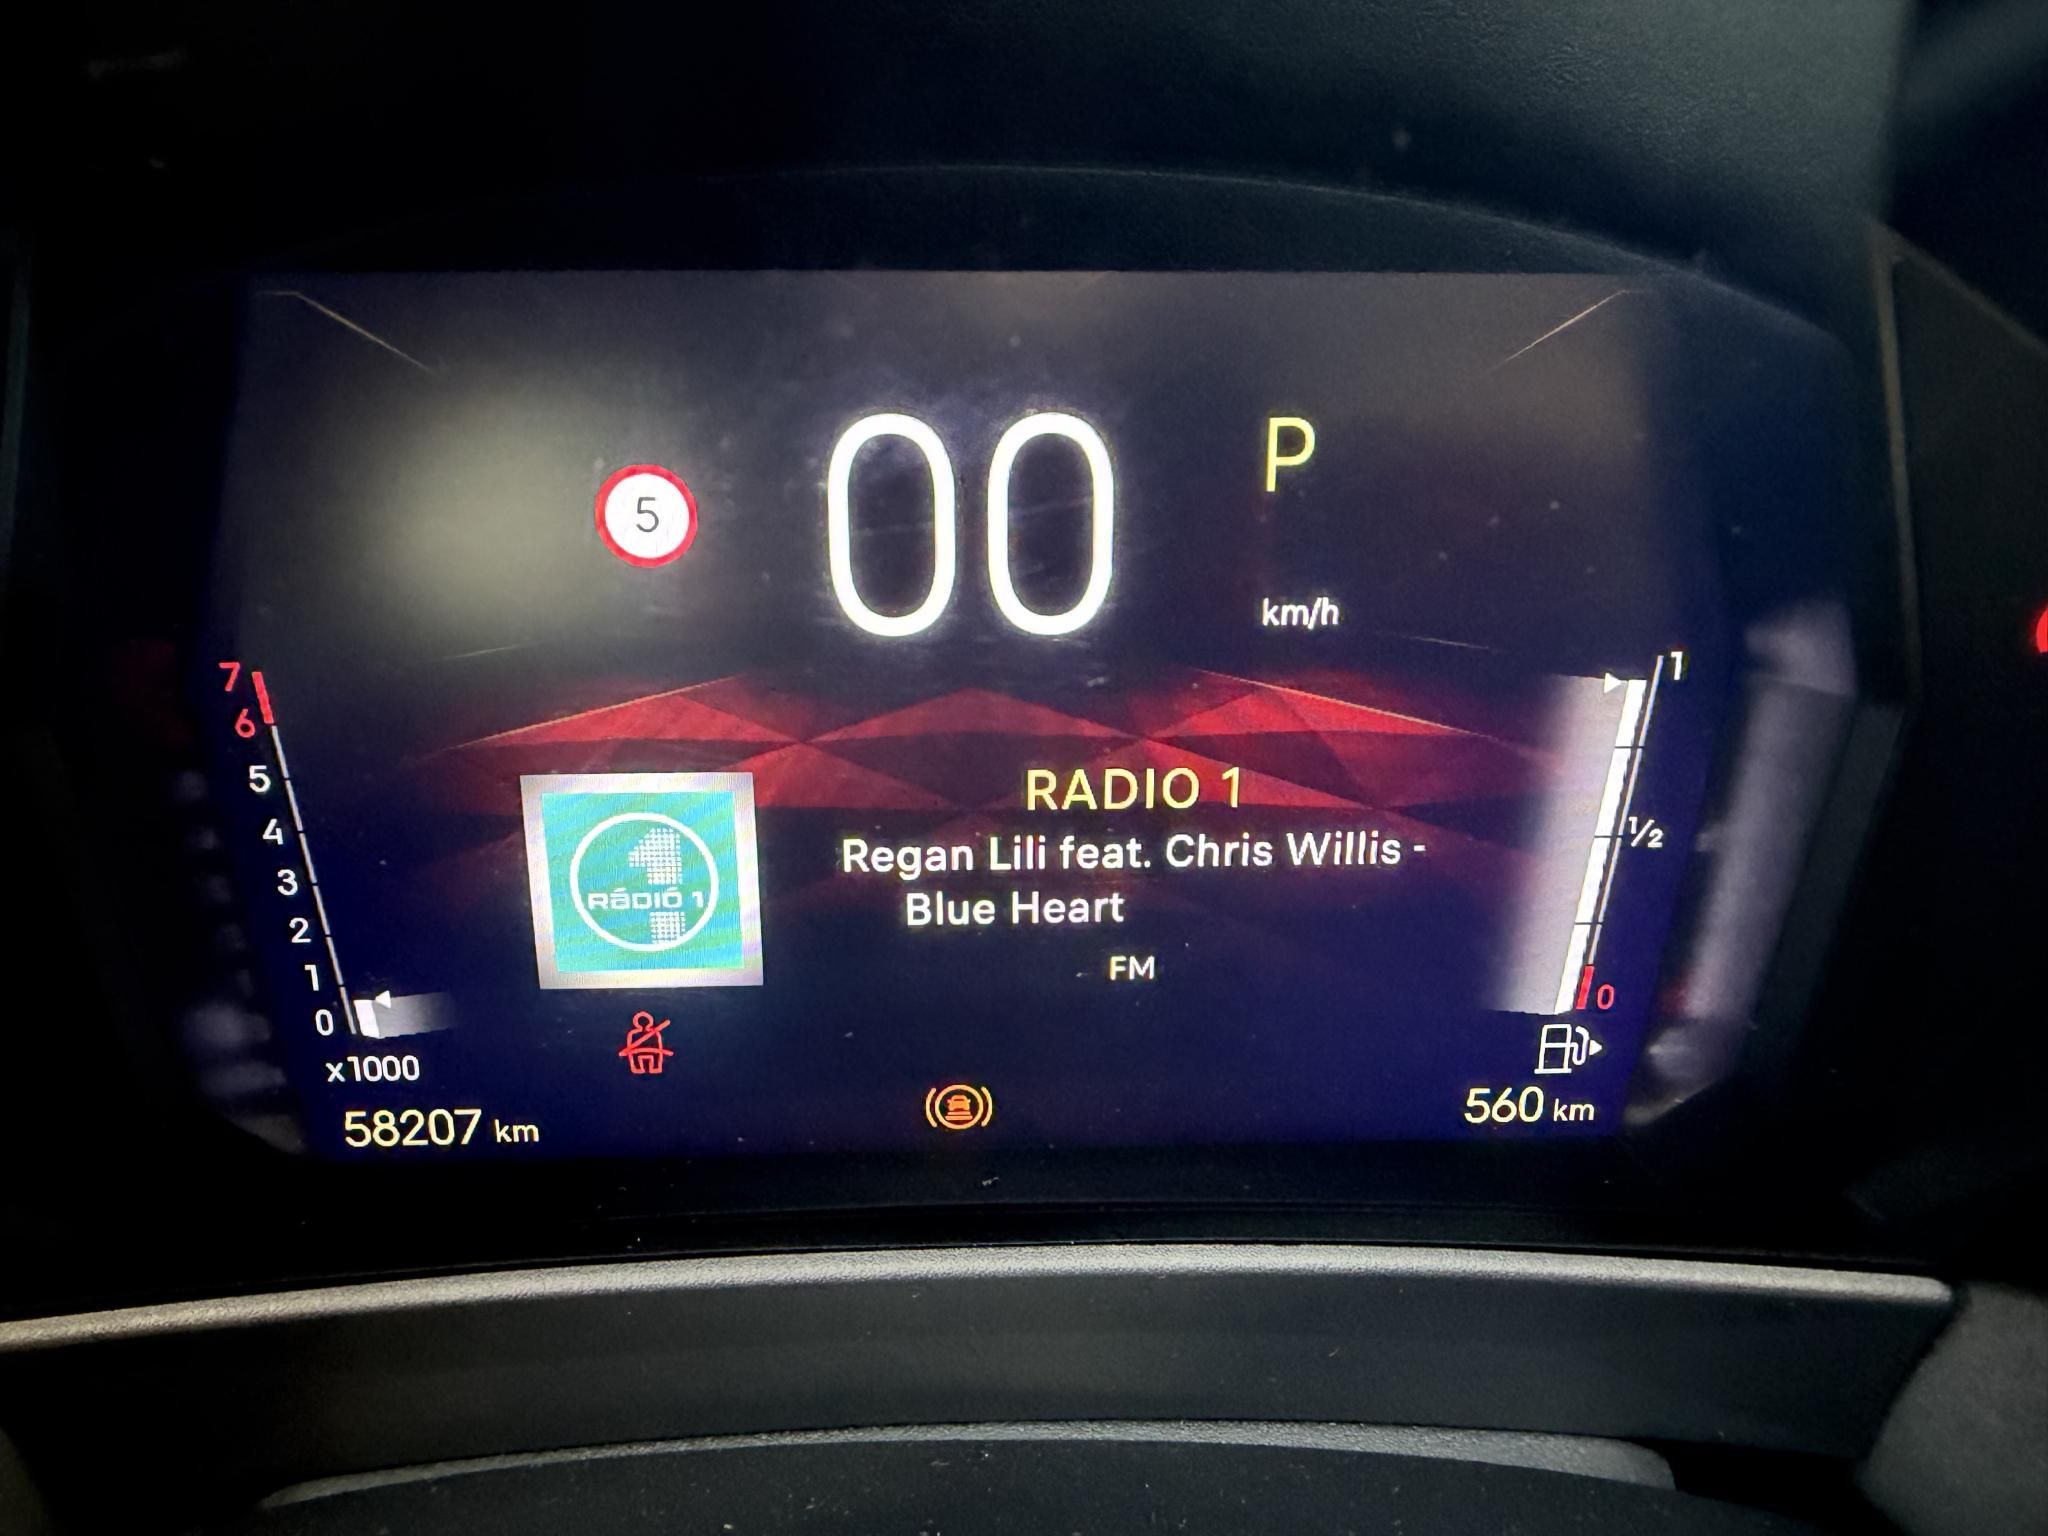 5
00
P
km/h
7
6
5
4
3
2
1
0
x1000
58207 km
1
RÁDIÓ 1
RADIO 1
Regan Lili feat. Chris Willis -
Blue Heart
FM
1
1/2
0
560 km